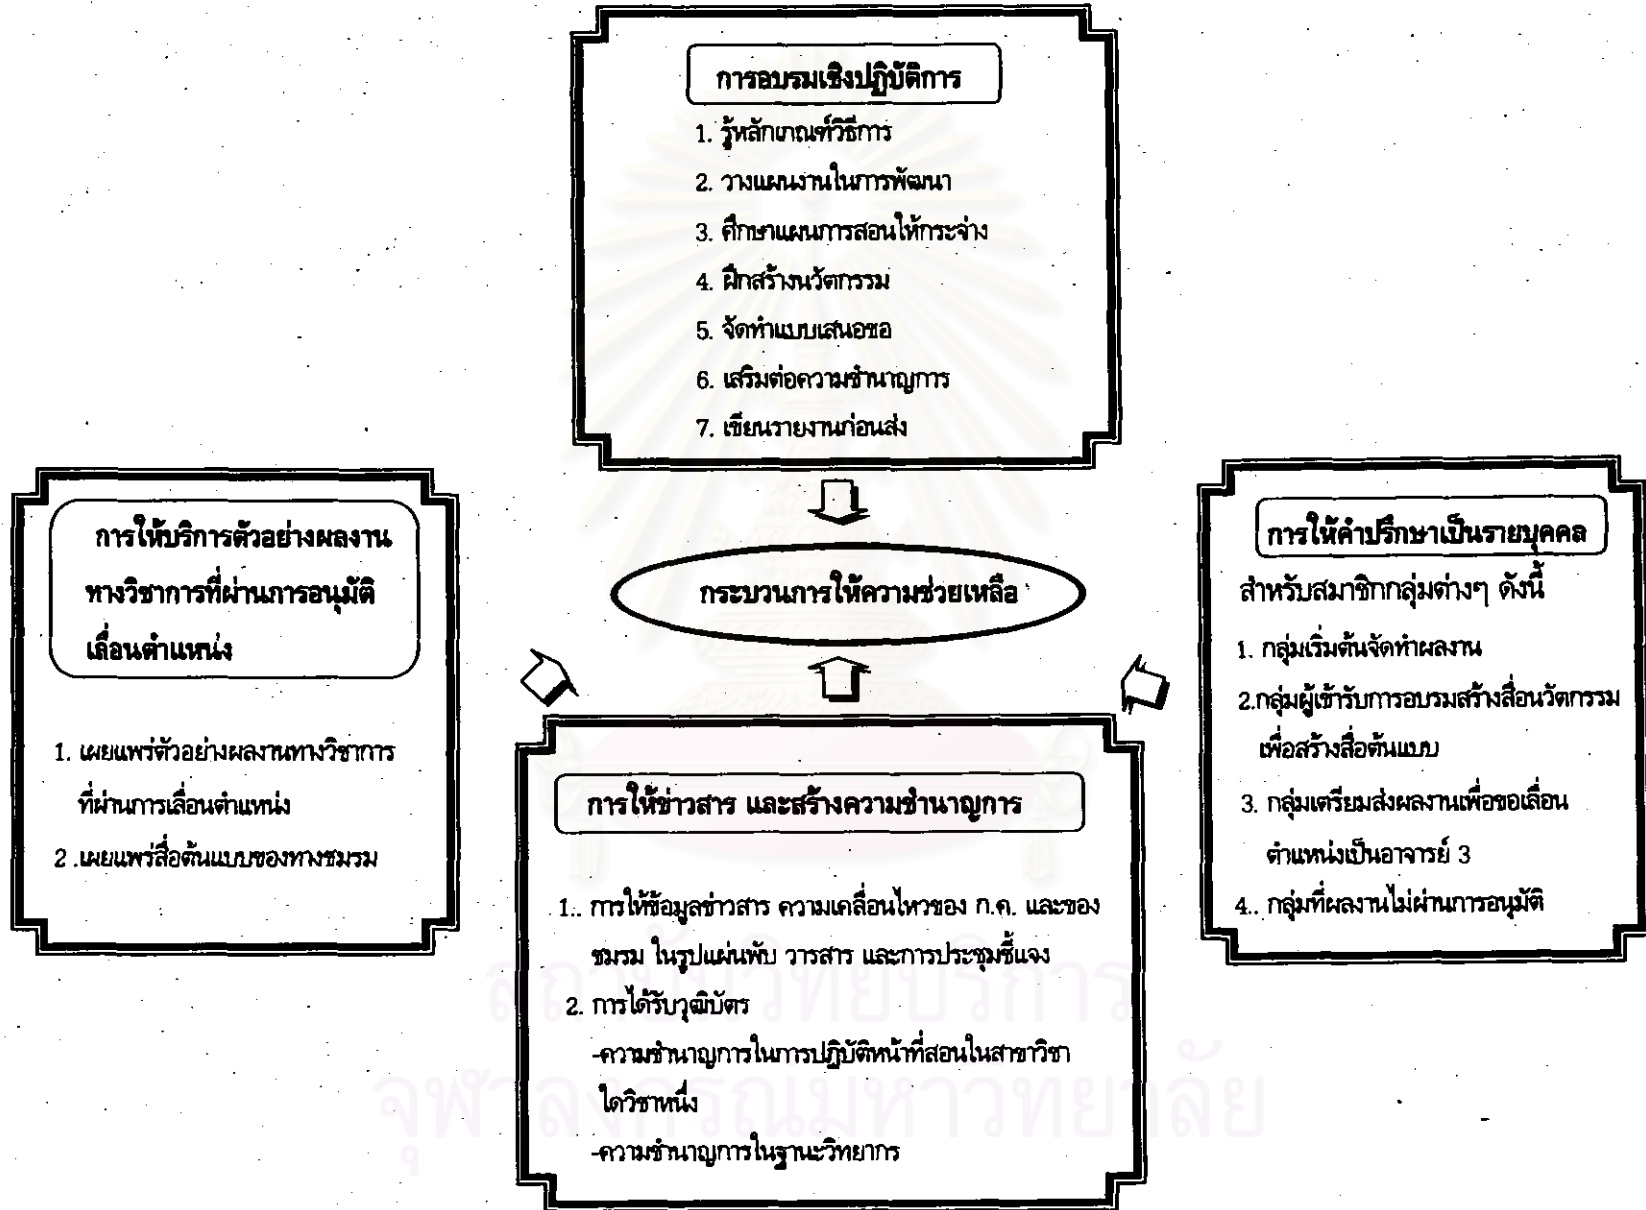 การอบรมเชิงปฏิบัติการ
1. รู้หลักเกณฑ์วิธีการ
2. วางแผนงานในการพัฒนา
3. ศึกษาแผนการสอนให้กระจ่าง
4. ฝึกสร้างนวัตกรรม
5. จัดทำแบบเสนอขอ
6. เสริมต่อความชำนาญการ
7. เขียนรายงานก่อนส่ง
การให้บริการตัวอย่างผลงาน
ทางวิชาการที่ผ่านการอนุมัติ
เลื่อนตำแหน่ง
1. เผยแพร่ตัวอย่างผลงานทางวิชาการ
ที่ผ่านการเลื่อนตำแหน่ง
2 .เผยแพร่สื่อต้นแบบของทางชมรม
กระบวนการให้ความช่วยเหลือ
การให้คำปรึกษาเป็นรายบุคคล
สำหรับสมาชิกกลุ่มต่างๆ ดังนี้
1. กลุ่มเริ่มต้นจัดทำผลงาน
2.กลุ่มผู้เข้ารับการอบรมสร้างสื่อนวัตกรรม
เพื่อสร้างสื่อต้นแบบ
3. กลุ่มเตรียมส่งผลงานเพื่อขอเลื่อน
ตำแหน่งเป็นอาจารย์ 3
4.. กลุ่มที่ผลงานไม่ผ่านการอนุมัติ
การให้ข่าวสาร และสร้างความชำนาญการ
1.. การให้ข้อมูลข่าวสาร ความเคลื่อนไหวของ ก.ค. และของ
ชมรม ในรูปแผ่นพับ วารสาร และการประชุมชี้แจง
2. การได้รับวุฒิบัตร
-ความชำนาญการในการปฏิบัติหน้าที่สอนในสาขาวิชา
ใดวิชาหนึ่ง
-ความชำนาญการในฐานะวิทยากร
สถาบันวิทยบริการ
จุฬาลงกรณ์มหาวิทยาลัย